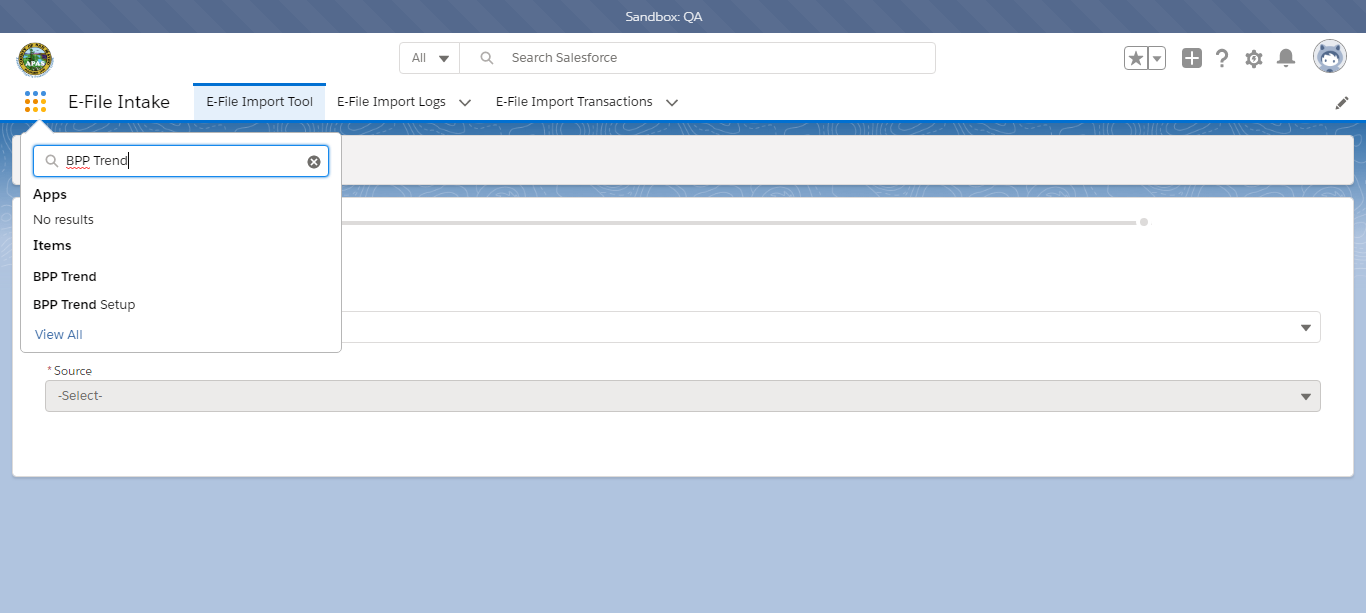 Sandbox: QA
APAS
All
Search Salesforce
E-File Intake
E-File Import Tool
E-File Import Logs
E-File Import Transactions
BPP Trend
Apps
No results
Items
BPP Trend
BPP Trend Setup
View All
*Source
-Select-